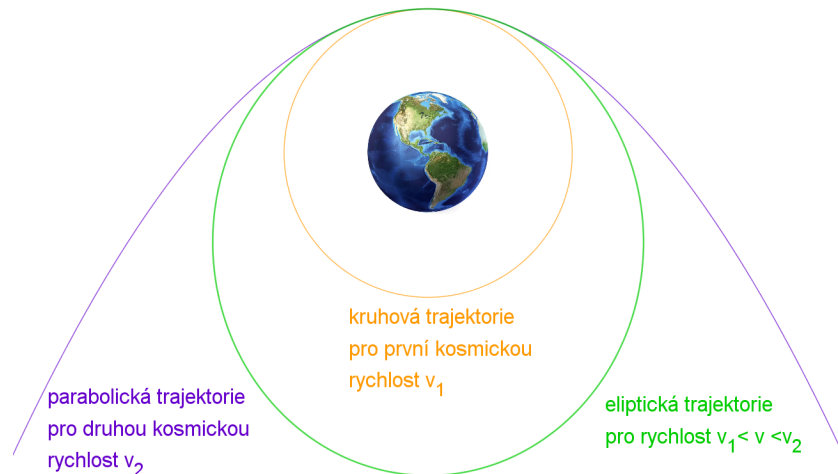 kruhová trajektorie
pro první kosmickou
rychlost v₁
parabolická trajektorie
pro druhou kosmickou
rychlost v₂
eliptická trajektorie
pro rychlost v₁< v <v₂